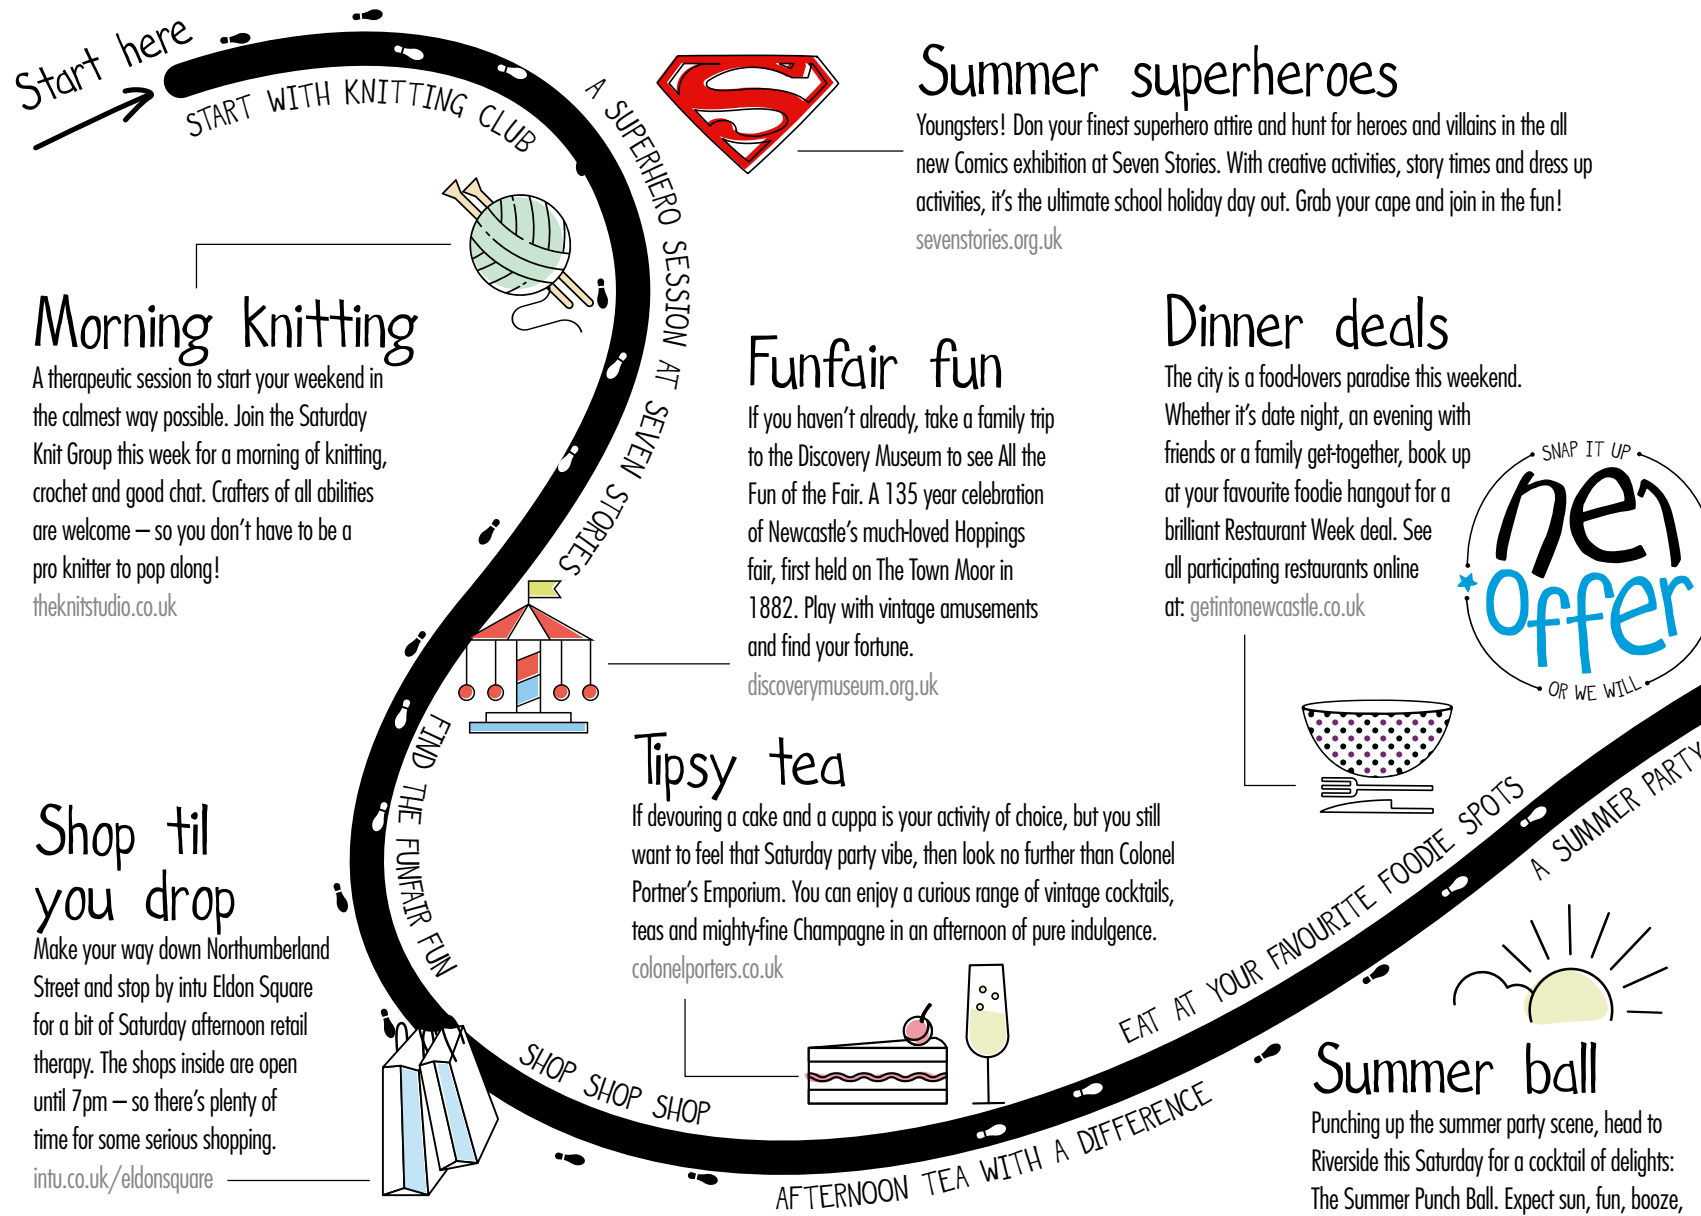 Start here
START WITH KNITTING CLUB
A SUPERHERO SESSION AT SEVEN STORIES
Summer superheroes
Youngsters! Don your finest superhero attire and hunt for heroes and villains in the all
new Comics exhibition at Seven Stories. With creative activities, story times and dress up
activities, it's the ultimate school holiday day out. Grab your cape and join in the fun!
sevenstories.org.uk
Morning knitting
A therapeutic session to start your weekend in
the calmest way possible. Join the Saturday
Knit Group this week for a morning of knitting,
crochet and good chat. Crafters of all abilities
are welcome – so you don't have to be a
pro knitter to pop along!
theknitstudio.co.uk
Funfair fun
If you haven't already, take a family trip
to the Discovery Museum to see All the
Fun of the Fair. A 135 year celebration
of Newcastle's much-loved Hoppings
fair, first held on The Town Moor in
1882. Play with vintage amusements
and find your fortune.
discoverymuseum.org.uk
Dinner deals
The city is a food-lovers paradise this weekend.
Whether it's date night, an evening with
friends or a family get-together, book up
at your favourite foodie hangout for a
brilliant Restaurant Week deal. See
all participating restaurants online
at: getintonewcastle.co.uk
SNAP IT UP
offer
OR WE WILL
FIND THE FUNFAIR FUN
Tipsy tea
If devouring a cake and a cuppa is your activity of choice, but you still
want to feel that Saturday party vibe, then look no further than Colonel
Portner's Emporium. You can enjoy a curious range of vintage cocktails,
teas and mighty-fine Champagne in an afternoon of pure indulgence.
colonelporters.co.uk
Shop til
you drop
Make your way down Northumberland
Street and stop by intu Eldon Square
for a bit of Saturday afternoon retail
therapy. The shops inside are open
until 7pm – so there's plenty of
time for some serious shopping.
intu.co.uk/eldonsquare
SHOP SHOP SHOP
AFTERNOON TEA WITH A DIFFERENCE
EAT AT YOUR FAVOURITE FOODIE SPOTS
A SUMMER PARTY
Summer ball
Punching up the summer party scene, head to
Riverside this Saturday for a cocktail of delights:
The Summer Punch Ball. Expect sun, fun, booze,